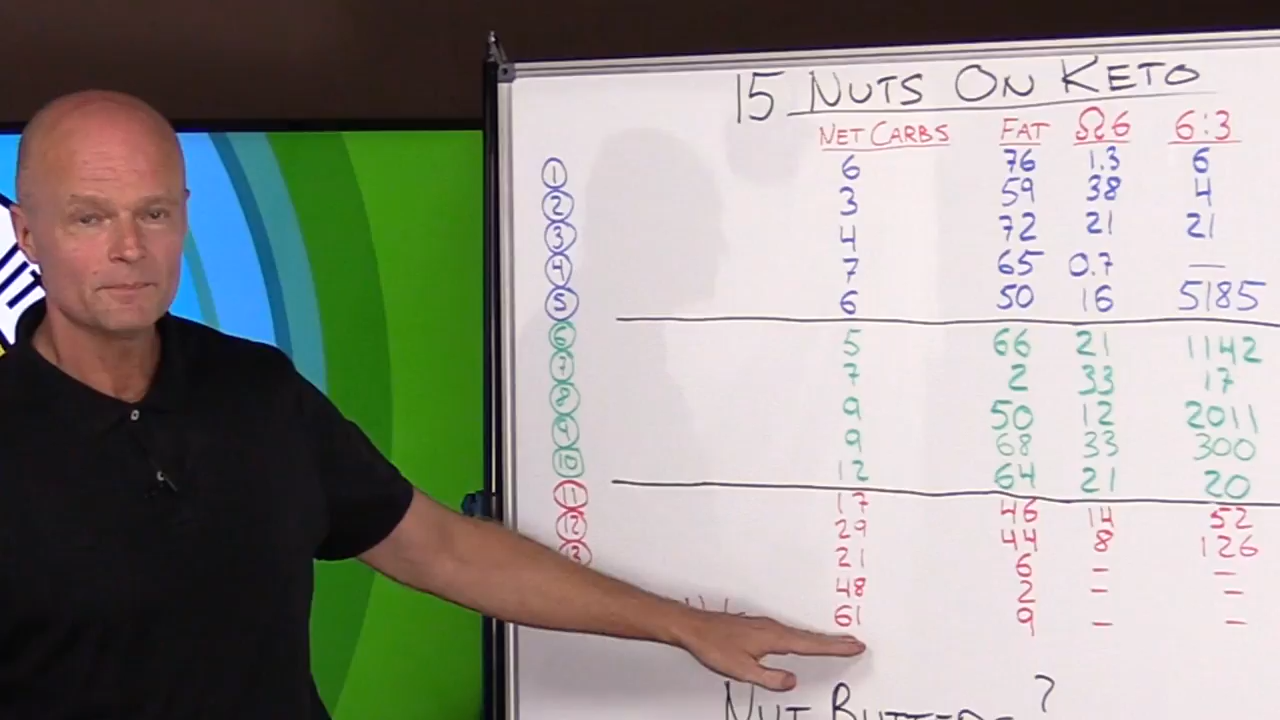 15 NUTS ON KETO
NET CARBS FAT Ω6 6:3
1 6 76 1.3 6
2 3 59 38 4
3 4 72 21 21
4 7 65 0.7 —
5 6 50 16 5185
6 5 66 21 1142
7 7 2 33 17
8 9 50 12 2011
9 9 68 33 300
10 12 64 21 20
11 17 46 14 52
12 29 44 8 126
21 6 – –
48 2 – –
61 9 – –
NUT BUTTERS?